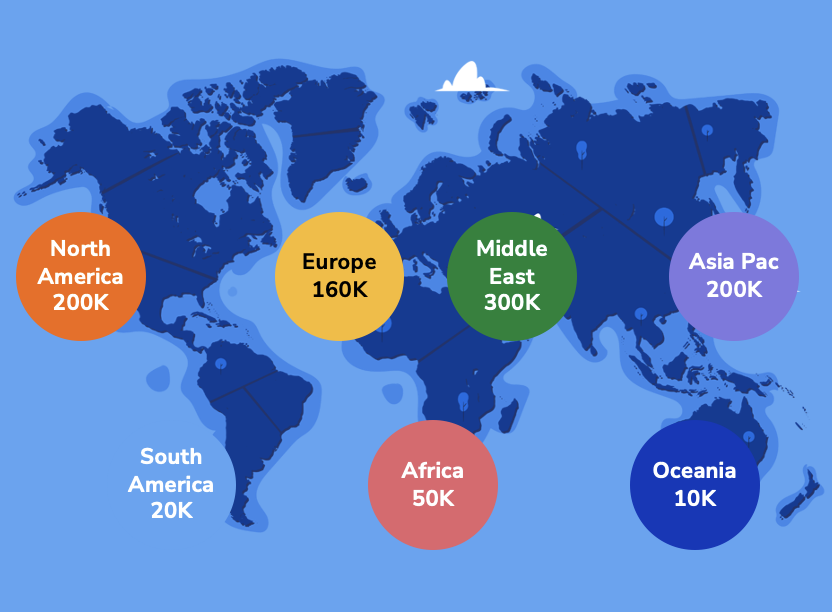 North
America
200K
Europe
160K
Middle
East
300K
Asia Pac
200K
South
America
20K
Africa
50K
Oceania
10K